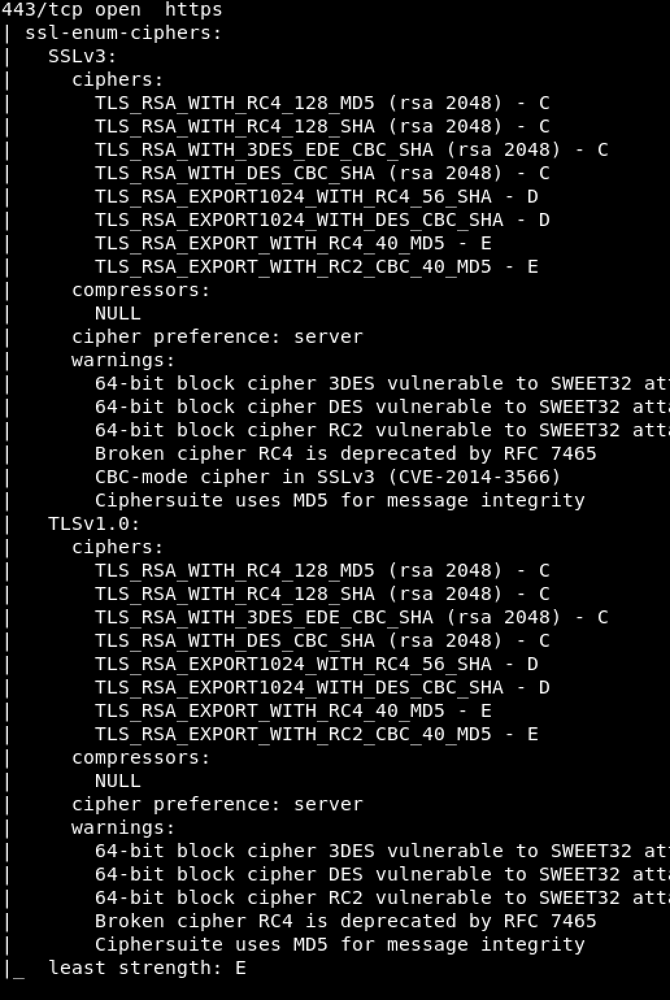 443/tcp open  https
| ssl-enum-ciphers:
|   SSLv3:
|     ciphers:
|       TLS_RSA_WITH_RC4_128_MD5 (rsa 2048) - C
|       TLS_RSA_WITH_RC4_128_SHA (rsa 2048) - C
|       TLS_RSA_WITH_3DES_EDE_CBC_SHA (rsa 2048) - C
|       TLS_RSA_WITH_DES_CBC_SHA (rsa 2048) - C
|       TLS_RSA_EXPORT1024_WITH_RC4_56_SHA - D
|       TLS_RSA_EXPORT1024_WITH_DES_CBC_SHA - D
|       TLS_RSA_EXPORT_WITH_RC4_40_MD5 - E
|       TLS_RSA_EXPORT_WITH_RC2_CBC_40_MD5 - E
|     compressors:
|       NULL
|     cipher preference: server
|     warnings:
|       64-bit block cipher 3DES vulnerable to SWEET32
|       64-bit block cipher DES vulnerable to SWEET32
|       64-bit block cipher RC2 vulnerable to SWEET32
|       Broken cipher RC4 is deprecated by RFC 7465
|       CBC-mode cipher in SSLv3 (CVE-2014-3566)
|       Ciphersuite uses MD5 for message integrity
|   TLSv1.0:
|     ciphers:
|       TLS_RSA_WITH_RC4_128_MD5 (rsa 2048) - C
|       TLS_RSA_WITH_RC4_128_SHA (rsa 2048) - C
|       TLS_RSA_WITH_3DES_EDE_CBC_SHA (rsa 2048) - C
|       TLS_RSA_WITH_DES_CBC_SHA (rsa 2048) - C
|       TLS_RSA_EXPORT1024_WITH_RC4_56_SHA - D
|       TLS_RSA_EXPORT1024_WITH_DES_CBC_SHA - D
|       TLS_RSA_EXPORT_WITH_RC4_40_MD5 - E
|       TLS_RSA_EXPORT_WITH_RC2_CBC_40_MD5 - E
|     compressors:
|       NULL
|     cipher preference: server
|     warnings:
|       64-bit block cipher 3DES vulnerable to SWEET32
|       64-bit block cipher DES vulnerable to SWEET32
|       64-bit block cipher RC2 vulnerable to SWEET32
|       Broken cipher RC4 is deprecated by RFC 7465
|       Ciphersuite uses MD5 for message integrity
|_  least strength: E